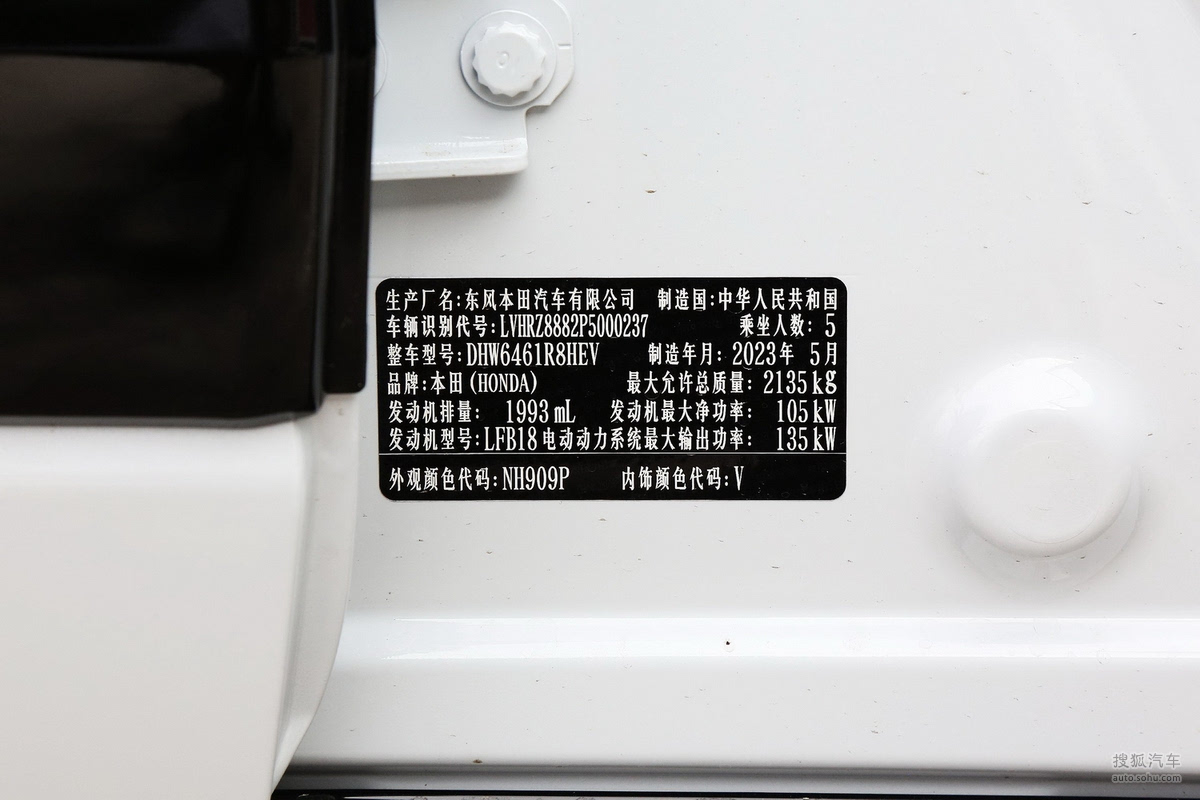 生产厂名:东风本田汽车有限公司 制造国:中华人民共和国
车辆识别代号:LVHRZ8882P5000237 乘坐人数:5
整车型号:DHW6461R8HEV 制造年月:2023年 5月
品牌:本田(HONDA) 最大允许总质量:2135kg
发动机排量: 1993mL 发动机最大净功率: 105kW
发动机型号:LFB18 电动动力系统最大输出功率: 135kW
外观颜色代码:NH909P 内饰颜色代码:V
搜狐汽车
auto.sohu.com